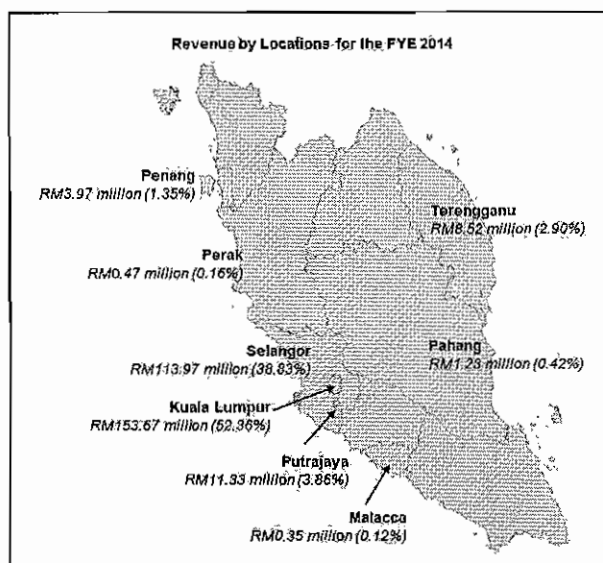 Revenue by Locations for the FYE 2014
Penang
RM3.97 million (1.35%)
Terengganu
RM8.52 million (2.90%)
Perak
RM0.47 million (0.16%)
Selangor
RM113.97 million (38.83%)
Pahang
RM1.23 million (0.42%)
Kuala Lumpur
RM153.67 million (52.36%)
Putrajaya
RM11.33 million (3.86%)
Malacca
RM0.35 million (0.12%)